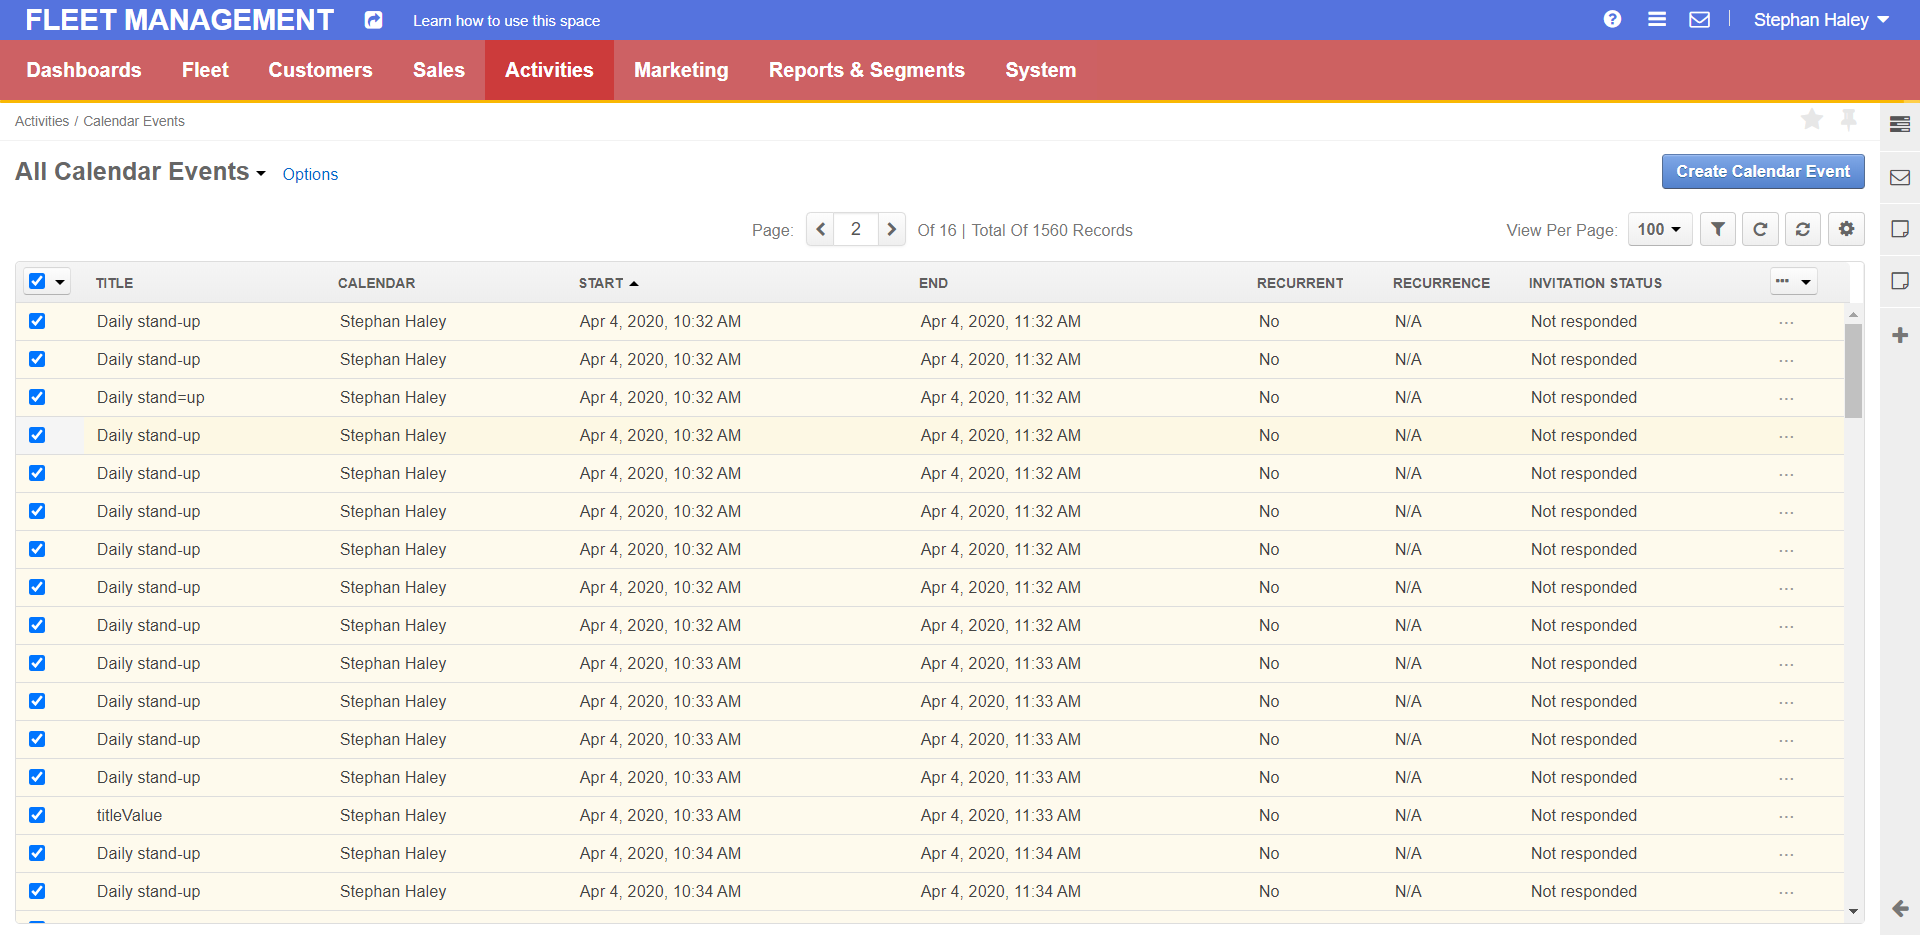 FLEET MANAGEMENT Learn how to use this space Stephan Haley
Dashboards Fleet Customers Sales Activities Marketing Reports & Segments System
Activities / Calendar Events
All Calendar Events Options Create Calendar Event
Page: 2 Of 16 | Total Of 1560 Records View Per Page: 100
TITLE CALENDAR START END RECURRENT RECURRENCE INVITATION STATUS
Daily stand-up Stephan Haley Apr 4, 2020, 10:32 AM Apr 4, 2020, 11:32 AM No N/A Not responded ...
Daily stand-up Stephan Haley Apr 4, 2020, 10:32 AM Apr 4, 2020, 11:32 AM No N/A Not responded ...
Daily stand=up Stephan Haley Apr 4, 2020, 10:32 AM Apr 4, 2020, 11:32 AM No N/A Not responded ...
Daily stand-up Stephan Haley Apr 4, 2020, 10:32 AM Apr 4, 2020, 11:32 AM No N/A Not responded ...
Daily stand-up Stephan Haley Apr 4, 2020, 10:32 AM Apr 4, 2020, 11:32 AM No N/A Not responded ...
Daily stand-up Stephan Haley Apr 4, 2020, 10:32 AM Apr 4, 2020, 11:32 AM No N/A Not responded ...
Daily stand-up Stephan Haley Apr 4, 2020, 10:32 AM Apr 4, 2020, 11:32 AM No N/A Not responded ...
Daily stand-up Stephan Haley Apr 4, 2020, 10:32 AM Apr 4, 2020, 11:32 AM No N/A Not responded ...
Daily stand-up Stephan Haley Apr 4, 2020, 10:32 AM Apr 4, 2020, 11:32 AM No N/A Not responded ...
Daily stand-up Stephan Haley Apr 4, 2020, 10:33 AM Apr 4, 2020, 11:33 AM No N/A Not responded ...
Daily stand-up Stephan Haley Apr 4, 2020, 10:33 AM Apr 4, 2020, 11:33 AM No N/A Not responded ...
Daily stand-up Stephan Haley Apr 4, 2020, 10:33 AM Apr 4, 2020, 11:33 AM No N/A Not responded ...
Daily stand-up Stephan Haley Apr 4, 2020, 10:33 AM Apr 4, 2020, 11:33 AM No N/A Not responded ...
titleValue Stephan Haley Apr 4, 2020, 10:33 AM Apr 4, 2020, 11:33 AM No N/A Not responded ...
Daily stand-up Stephan Haley Apr 4, 2020, 10:34 AM Apr 4, 2020, 11:34 AM No N/A Not responded ...
Daily stand-up Stephan Haley Apr 4, 2020, 10:34 AM Apr 4, 2020, 11:34 AM No N/A Not responded ...